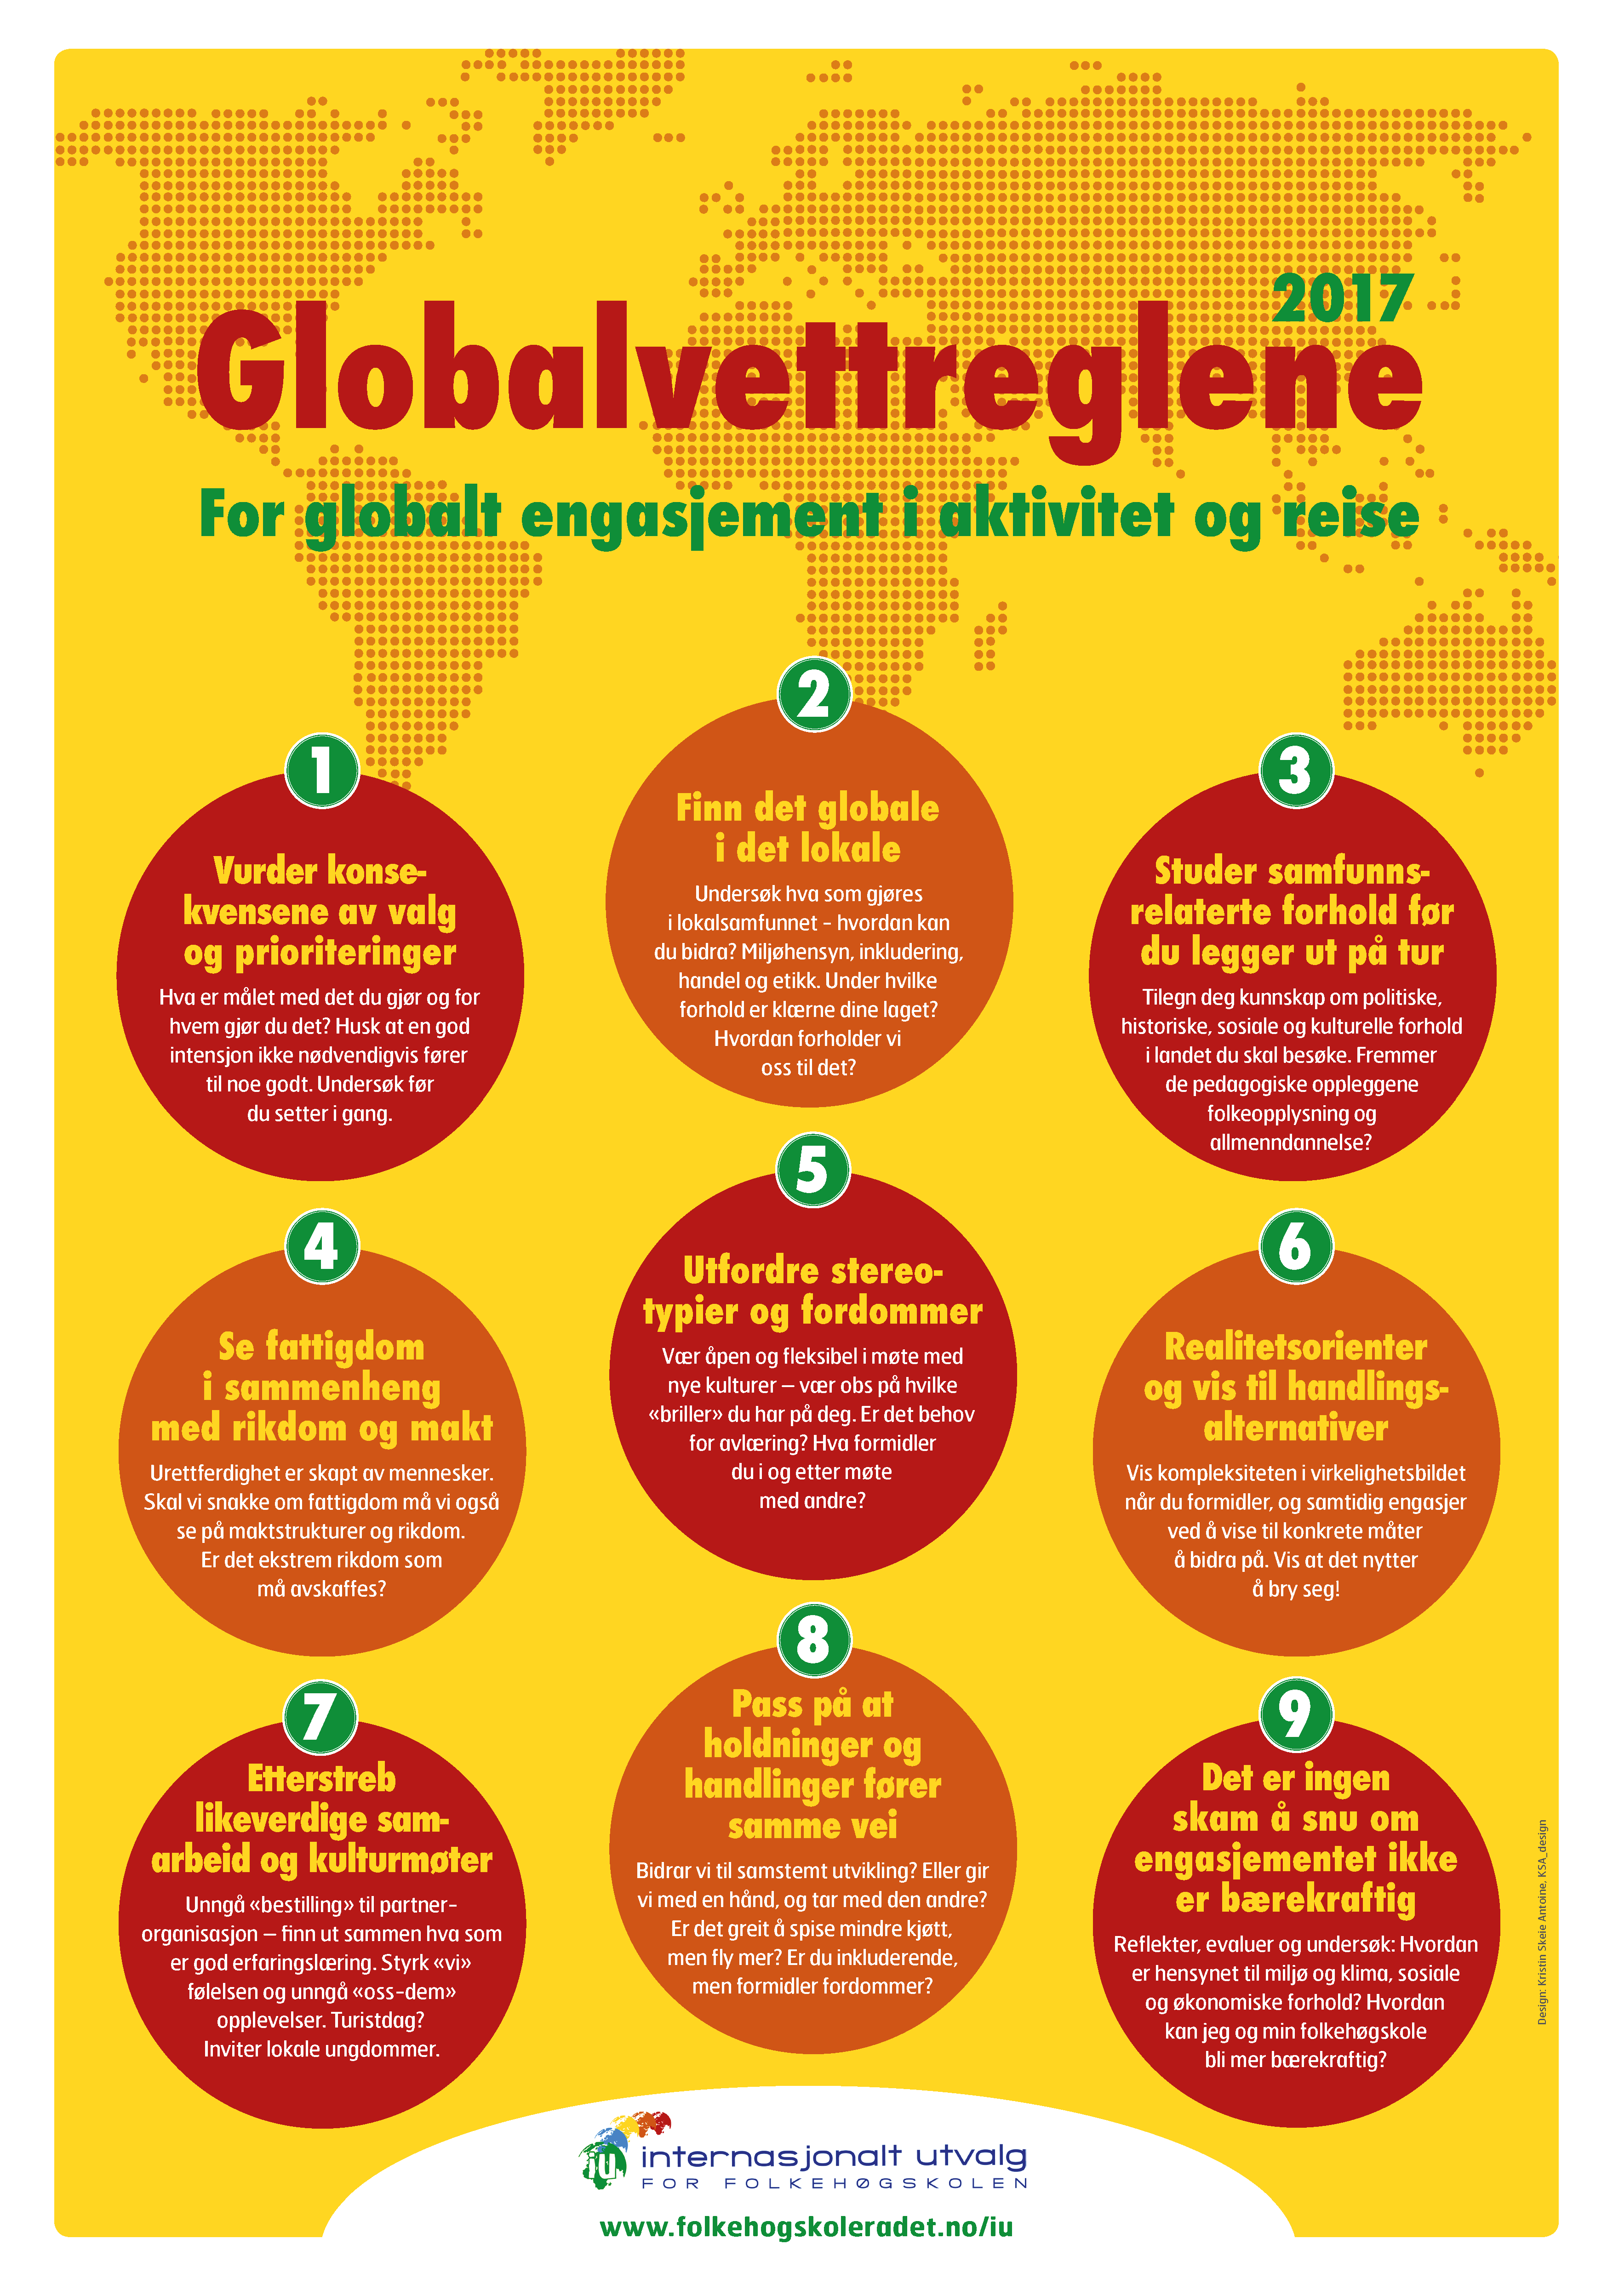 2017
Globalvettreglene
For globalt engasjement i aktivitet og reise
1
Vurder konse-
kvensene av valg
og prioriteringer
Hva er målet med det du gjør og for
hvem gjør du det? Husk at en god
intensjon ikke nødvendigvis fører
til noe godt. Undersøk før
du setter i gang.
2
Finn det globale
i det lokale
Undersøk hva som gjøres
i lokalsamfunnet - hvordan kan
du bidra? Miljøhensyn, inkludering,
handel og etikk. Under hvilke
forhold er klærne dine laget?
Hvordan forholder vi
oss til det?
3
Studer samfunns-
relaterte forhold før
du legger ut på tur
Tilegn deg kunnskap om politiske,
historiske, sosiale og kulturelle forhold
i landet du skal besøke. Fremmer
de pedagogiske oppleggene
folkeopplysning og
allmenndannelse?
4
Se fattigdom
i sammenheng
med rikdom og makt
Urettferdighet er skapt av mennesker.
Skal vi snakke om fattigdom må vi også
se på maktstrukturer og rikdom.
Er det ekstrem rikdom som
må avskaffes?
5
Utfordre stereo-
typier og fordommer
Vær åpen og fleksibel i møte med
nye kulturer – vær obs på hvilke
«briller» du har på deg. Er det behov
for avlæring? Hva formidler
du i og etter møte
med andre?
6
Realitetsorienter
og vis til handlings-
alternativer
Vis kompleksiteten i virkelighetsbildet
når du formidler, og samtidig engasjer
ved å vise til konkrete måter
å bidra på. Vis at det nytter
å bry seg!
7
Etterstreb
likeverdige sam-
arbeid og kulturmøter
Unngå «bestilling» til partner-
organisasjon – finn ut sammen hva som
er god erfaringslæring. Styrk «vi»
følelsen og unngå «oss-dem»
opplevelser. Turistdag?
Inviter lokale ungdommer.
8
Pass på at
holdninger og
handlinger fører
samme vei
Bidrar vi til samstemt utvikling? Eller gir
vi med en hånd, og tar med den andre?
Er det greit å spise mindre kjøtt,
men fly mer? Er du inkluderende,
men formidler fordommer?
9
Det er ingen
skam å snu om
engasjementet ikke
er bærekraftig
Reflekter, evaluer og undersøk: Hvordan
er hensynet til miljø og klima, sosiale
og økonomiske forhold? Hvordan
kan jeg og min folkehøgskole
bli mer bærekraftig?
Design: Kristin Skeie Antoine, KSA_design
iU
internasjonalt utvalg
FOR FOLKEHØGSKOLEN
www.folkehogskoleradet.no/iu